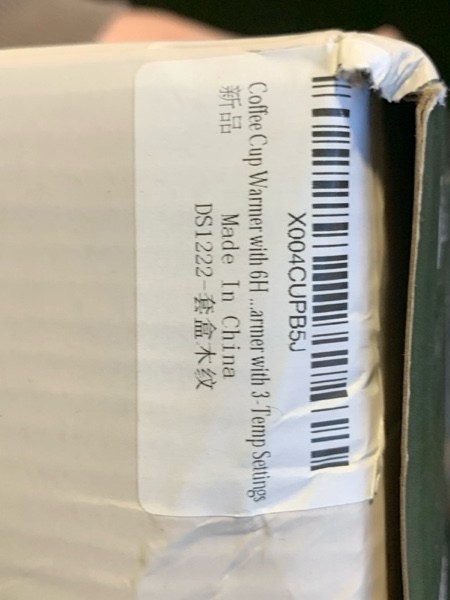 X004CUPB5J
Coffee Cup Warmer with 6H ...armer with 3-Temp Settings
新品
Made In China
DS1222-套盒木纹